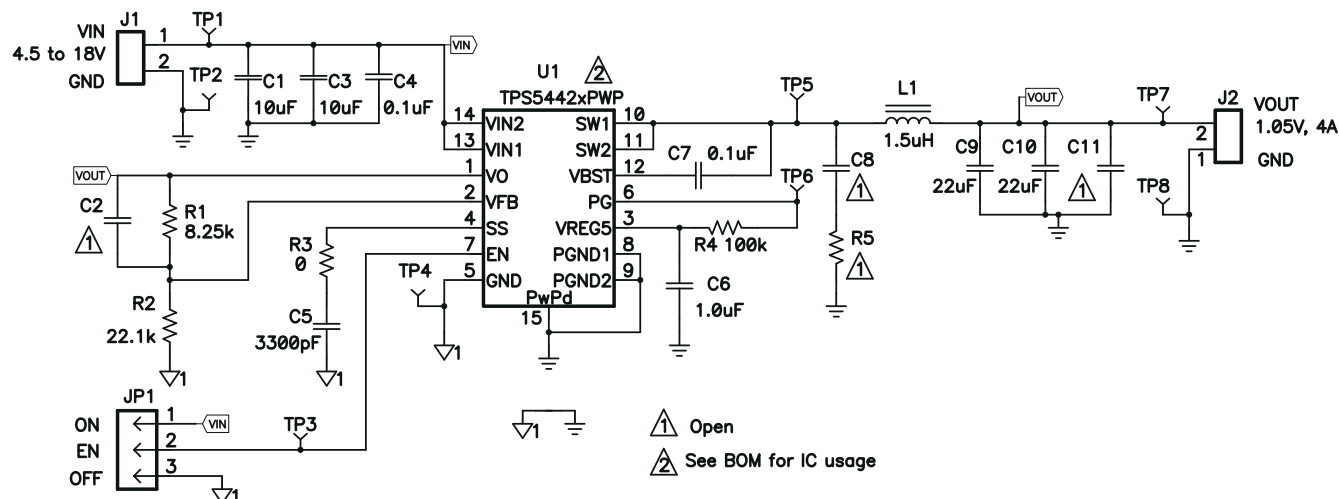 J1
TP1
VIN
1
VIN
4.5 to 18V
2
GND
TP2
C1
10uF
C3
10uF
C4
0.1uF
U1
2
TPS5442xPWP
14
VIN2
SW1
10
13
VIN1
SW2
11
1
VO
VBST
12
2
VFB
PG
6
4
SS
VREG5
3
7
EN
PGND1
8
5
GND
PGND2
9
PwPd
15
VOUT
C2
1
R1
8.25k
R2
22.1k
1
R3
0
C5
3300pF
1
TP4
1
C7
0.1uF
TP5
TP6
R4 100k
C6
1.0uF
C8
1
R5
1
L1
1.5uH
VOUT
C9
22uF
C10
22uF
C11
1
TP7
TP8
J2
2
1
VOUT
1.05V, 4A
GND
JP1
ON
1
VIN
EN
2
TP3
OFF
3
1
1
1 Open
2 See BOM for IC usage